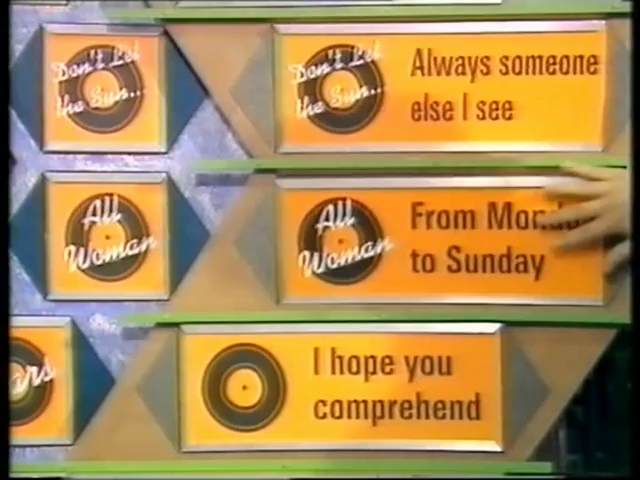 Don't Let
the Sun...
Don't Let
the Sun...
Always someone
else I see
All
Woman
All
Woman
From
to Sunday
I hope you
comprehend